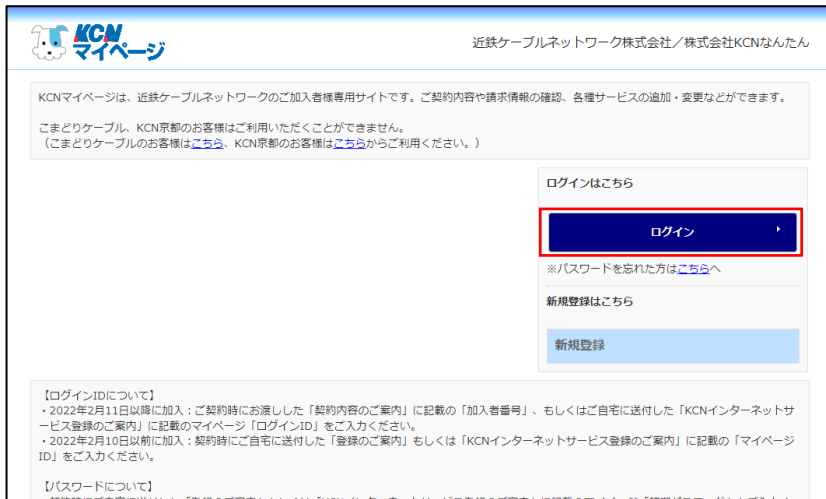 KCN
マイページ
近鉄ケーブルネットワーク株式会社／株式会社KCNなんたん
KCNマイページは、近鉄ケーブルネットワークのご加入者様専用サイトです。ご契約内容や請求情報の確認、各種サービスの追加・変更などができます。
こまどりケーブル、KCN京都のお客様はご利用いただくことができません。
（こまどりケーブルのお客様はこちら、KCN京都のお客様はこちらからご利用ください。）
ログインはこちら
ログイン
※パスワードを忘れた方はこちらへ
新規登録はこちら
新規登録
【ログインIDについて】
・2022年2月11日以降に加入：ご契約時にお渡しした「契約内容のご案内」に記載の「加入者番号」、もしくはご自宅に送付した「KCNインターネットサ
ービス登録のご案内」に記載のマイページ「ログインID」をご入力ください。
・2022年2月10日以前に加入：契約時にご自宅に送付した「登録のご案内」もしくは「KCNインターネットサービス登録のご案内」に記載の「マイページ
ID」をご入力ください。
【パスワードについて】